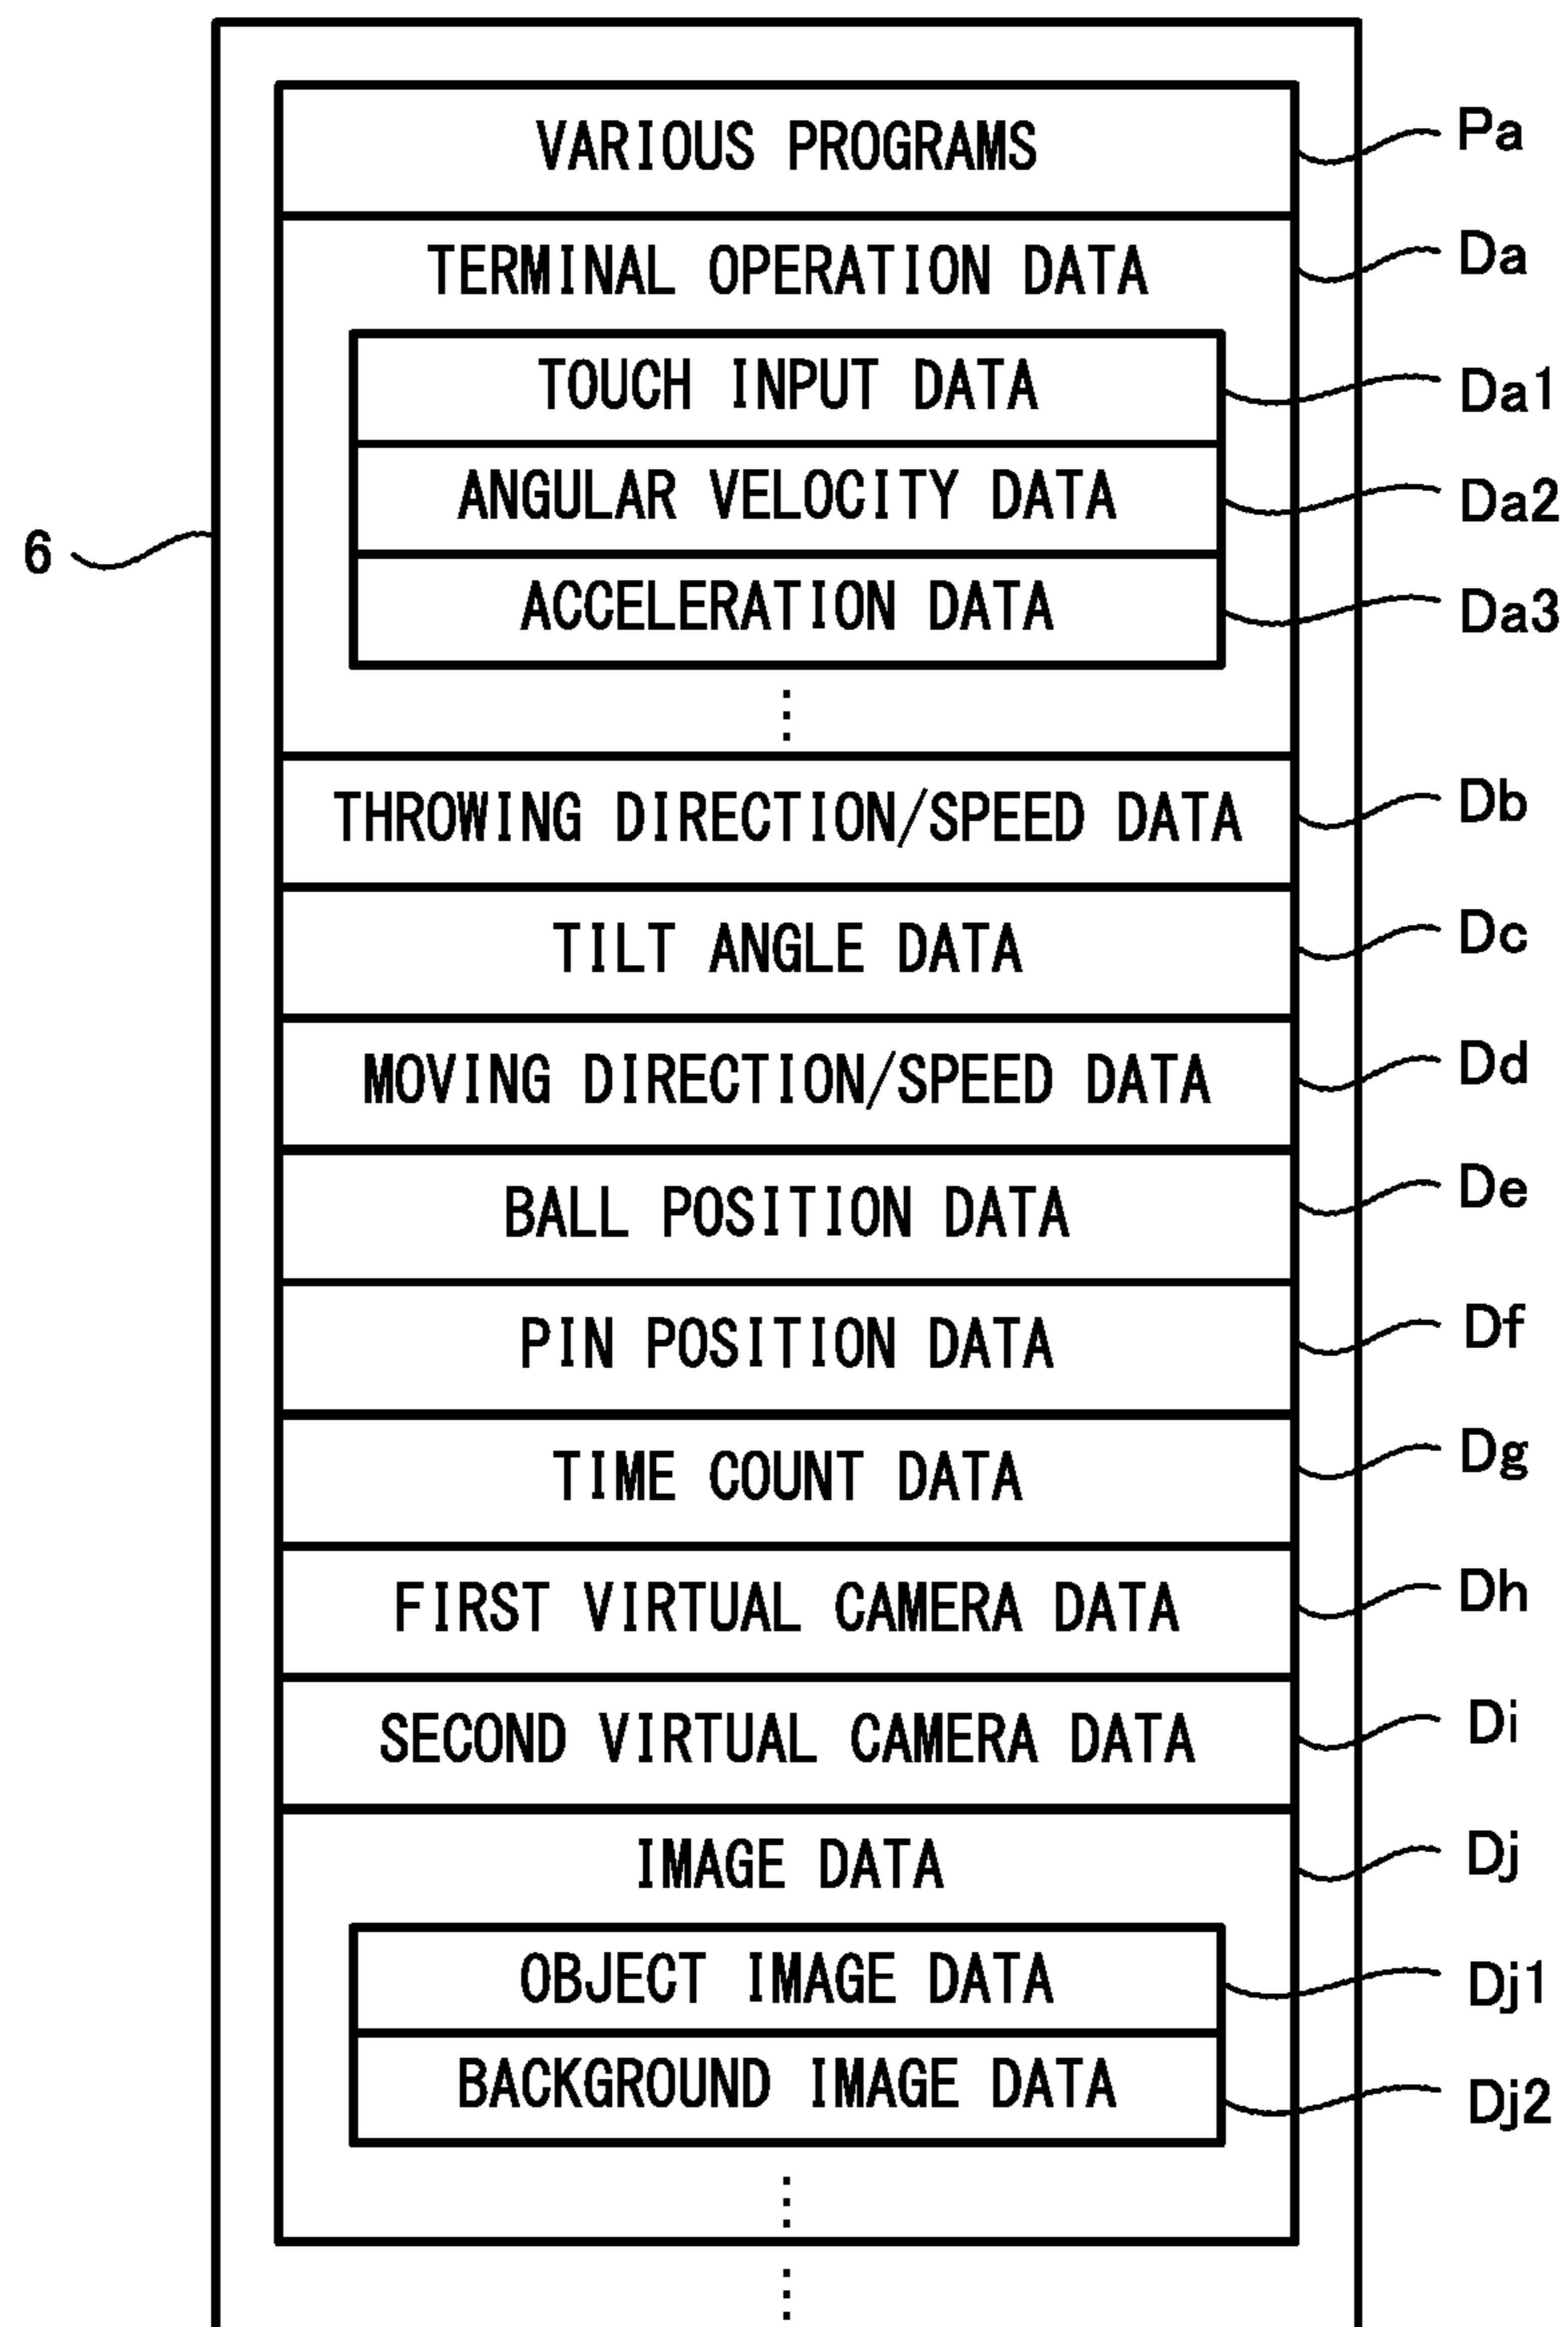 VARIOUS PROGRAMS Pa
TERMINAL OPERATION DATA Da
TOUCH INPUT DATA Da1
ANGULAR VELOCITY DATA Da2
6
ACCELERATION DATA Da3
THROWING DIRECTION/SPEED DATA Db
TILT ANGLE DATA Dc
MOVING DIRECTION/SPEED DATA Dd
BALL POSITION DATA De
PIN POSITION DATA Df
TIME COUNT DATA Dg
FIRST VIRTUAL CAMERA DATA Dh
SECOND VIRTUAL CAMERA DATA Di
IMAGE DATA Dj
OBJECT IMAGE DATA Dj1
BACKGROUND IMAGE DATA Dj2